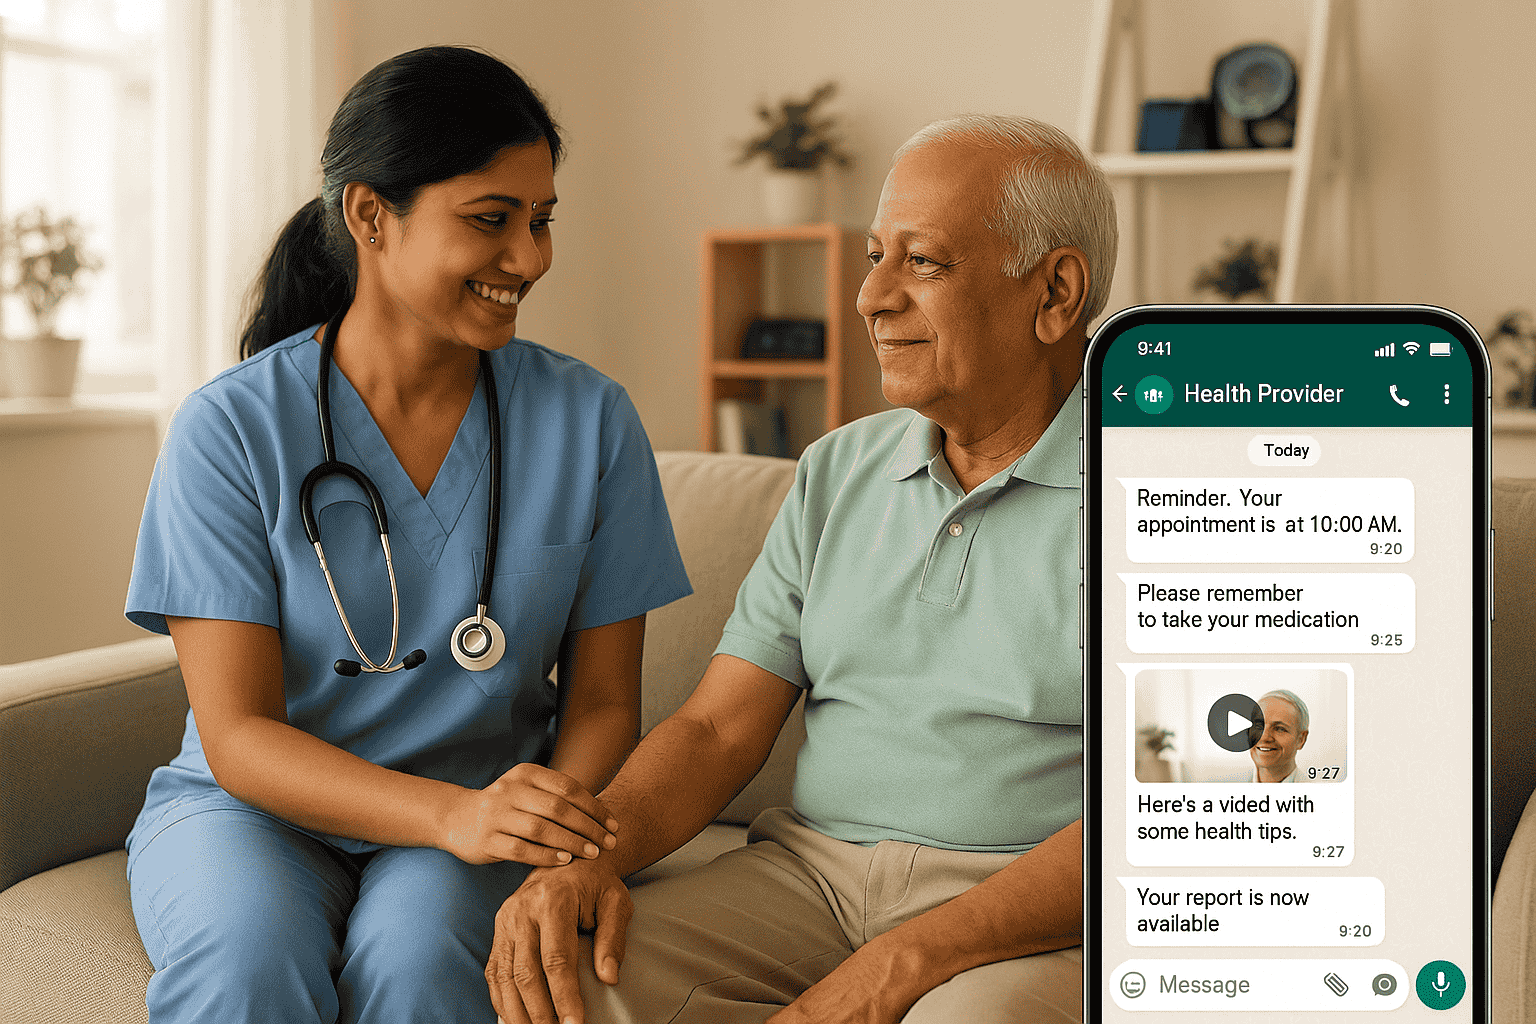 9:41
Health Provider
Today
Reminder. Your
appointment is at 10:00 AM.
9:20
Please remember
to take your medication
9:25
9:27
Here's a vided with
some health tips.
9:27
Your report is now
available
9:20
Message